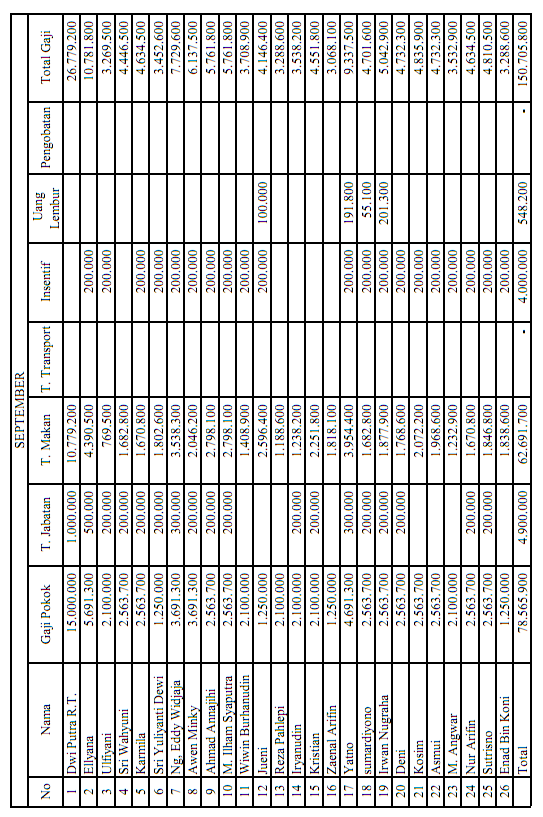 SEPTEMBER
No Nama Gaji Pokok T. Jabatan T. Makan T. Transport Insentif Uang Lembur Pengobatan Total Gaji
1 Dwi Putra R.T. 15.000.000 1.000.000 10.779.200 26.779.200
2 Ellyana 5.691.300 500.000 4.390.500 200.000 10.781.800
3 Ulfiyani 2.100.000 200.000 769.500 200.000 3.269.500
4 Sri Wahyuni 2.563.700 200.000 1.682.800 4.446.500
5 Karmila 2.563.700 200.000 1.670.800 200.000 4.634.500
6 Sri Yuliyanti Dewi 1.250.000 200.000 1.802.600 200.000 3.452.600
7 Ng. Eddy Widjaja 3.691.300 300.000 3.538.300 200.000 7.729.600
8 Awen Minky 3.691.300 200.000 2.046.200 200.000 6.137.500
9 Ahmad Annajihi 2.563.700 200.000 2.798.100 200.000 5.761.800
10 M. Ilham Syaputra 2.563.700 200.000 2.798.100 200.000 5.761.800
11 Wiwin Burhanudin 2.100.000 1.408.900 200.000 3.708.900
12 Jueni 1.250.000 2.596.400 200.000 100.000 4.146.400
13 Reza Pahlepi 2.100.000 1.188.600 3.288.600
14 Iryanudin 2.100.000 200.000 1.238.200 3.538.200
15 Kristian 2.100.000 200.000 2.251.800 4.551.800
16 Zaenal Arifin 1.250.000 1.818.100 3.068.100
17 Yatno 4.691.300 300.000 3.954.400 200.000 191.800 9.337.500
18 sumardiyono 2.563.700 200.000 1.682.800 200.000 55.100 4.701.600
19 Irwan Nugraha 2.563.700 200.000 1.877.900 200.000 201.300 5.042.900
20 Deni 2.563.700 200.000 1.768.600 200.000 4.732.300
21 Kosim 2.563.700 2.072.200 200.000 4.835.900
22 Asmui 2.563.700 1.968.600 200.000 4.732.300
23 M. Angwar 2.100.000 1.232.900 200.000 3.532.900
24 Nur Arifin 2.563.700 200.000 1.670.800 200.000 4.634.500
25 Sutrisno 2.563.700 200.000 1.846.800 200.000 4.810.500
26 Enad Bin Koni 1.250.000 1.838.600 200.000 3.288.600
Total 78.565.900 4.900.000 62.691.700 - 4.000.000 548.200 - 150.705.800